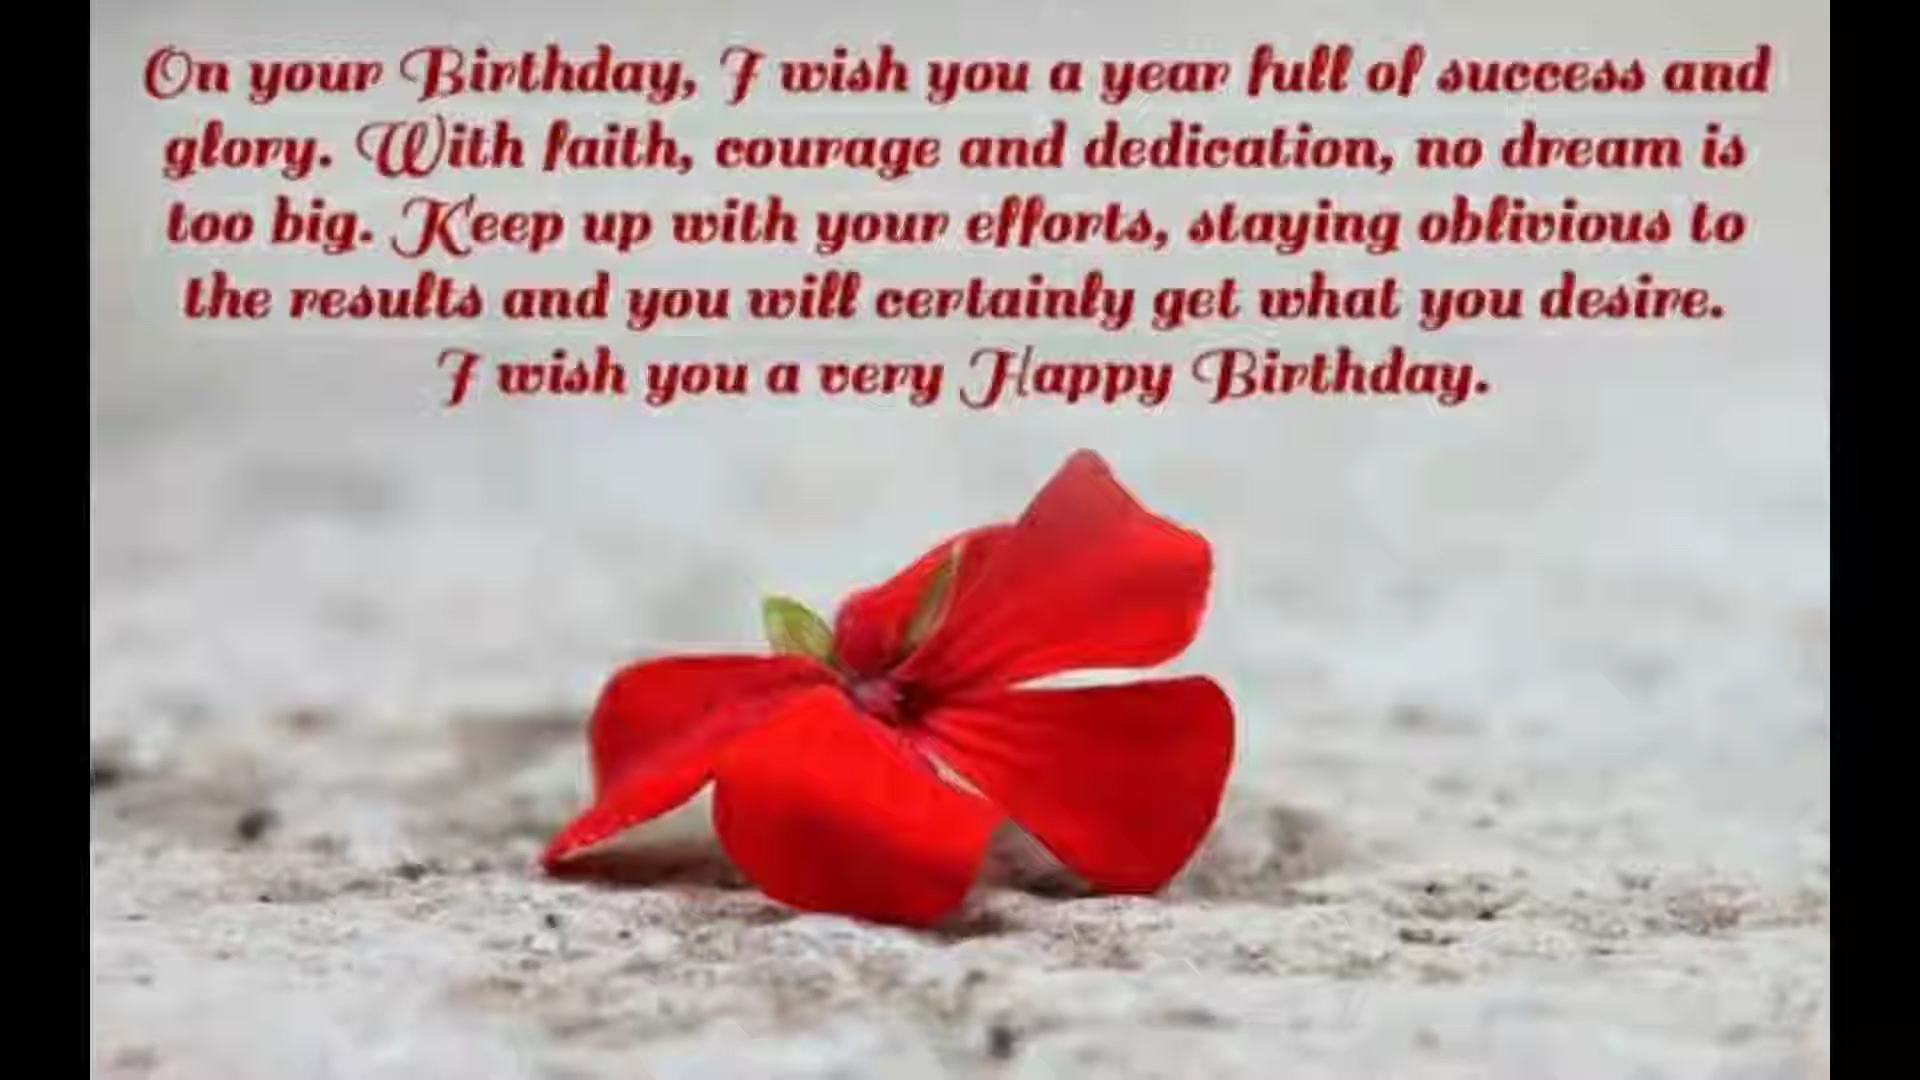 On your Birthday, I wish you a year full of success and
glory. With faith, courage and dedication, no dream is
too big. Keep up with your efforts, staying oblivious to
the results and you will certainly get what you desire.
I wish you a very Happy Birthday.